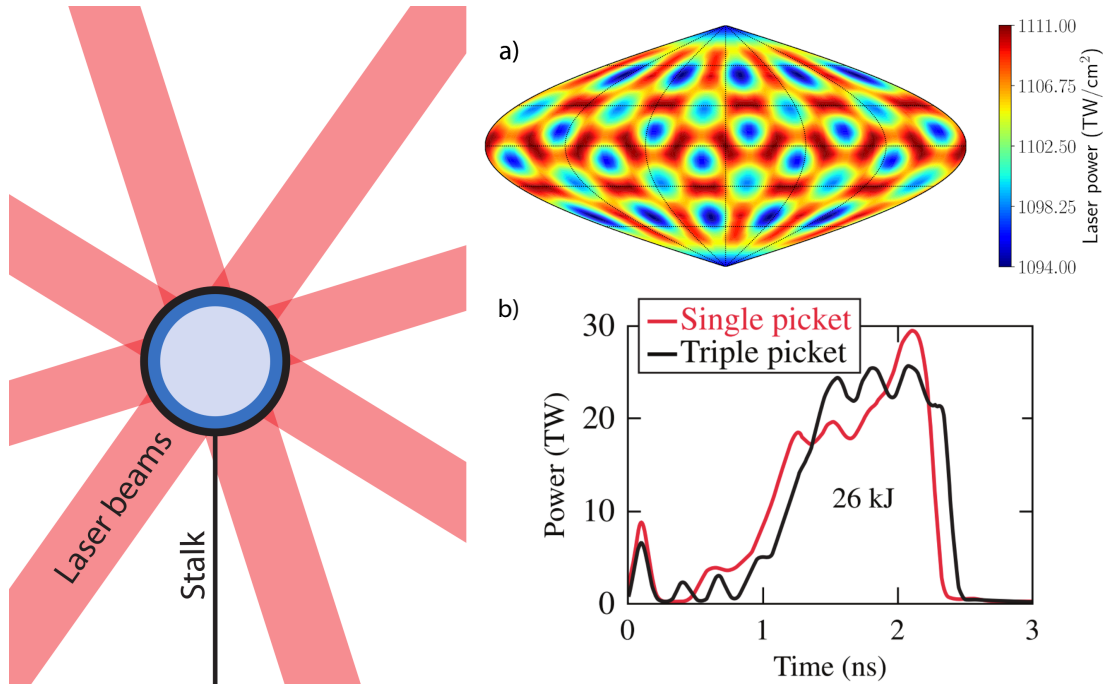 Laser beams
Stalk
a)
1111.00
1106.75
1102.50
1098.25
1094.00
Laser power (TW/cm²)
b)
Single picket
Triple picket
30
20
10
0
Power (TW)
26 kJ
0 1 2 3
Time (ns)